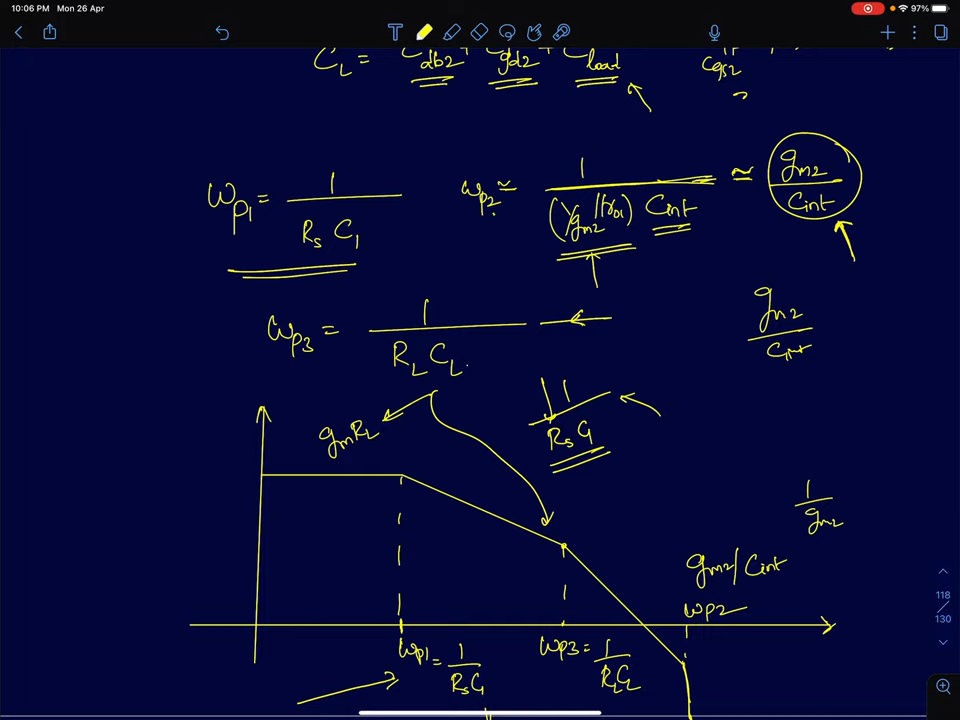 10:06 PM Mon 26 Apr 97%
C_L = C_db2 + C_gd2 + C_load
C_gs2
ω_P1 = 1 / (R_s C_1) ω_P2 ≃ 1 / ((1/g_m2 || r_o1) C_int) ≃ g_m2 / C_int
ω_P3 = 1 / (R_L C_L) g_m2 / C_int
g_m R_L 1 / (R_s C_1)
1 / g_m2
g_m2 / C_int
ω_P2
ω_P1 = 1 / (R_s C_1) ω_P3 = 1 / (R_L C_L)
118
/
130